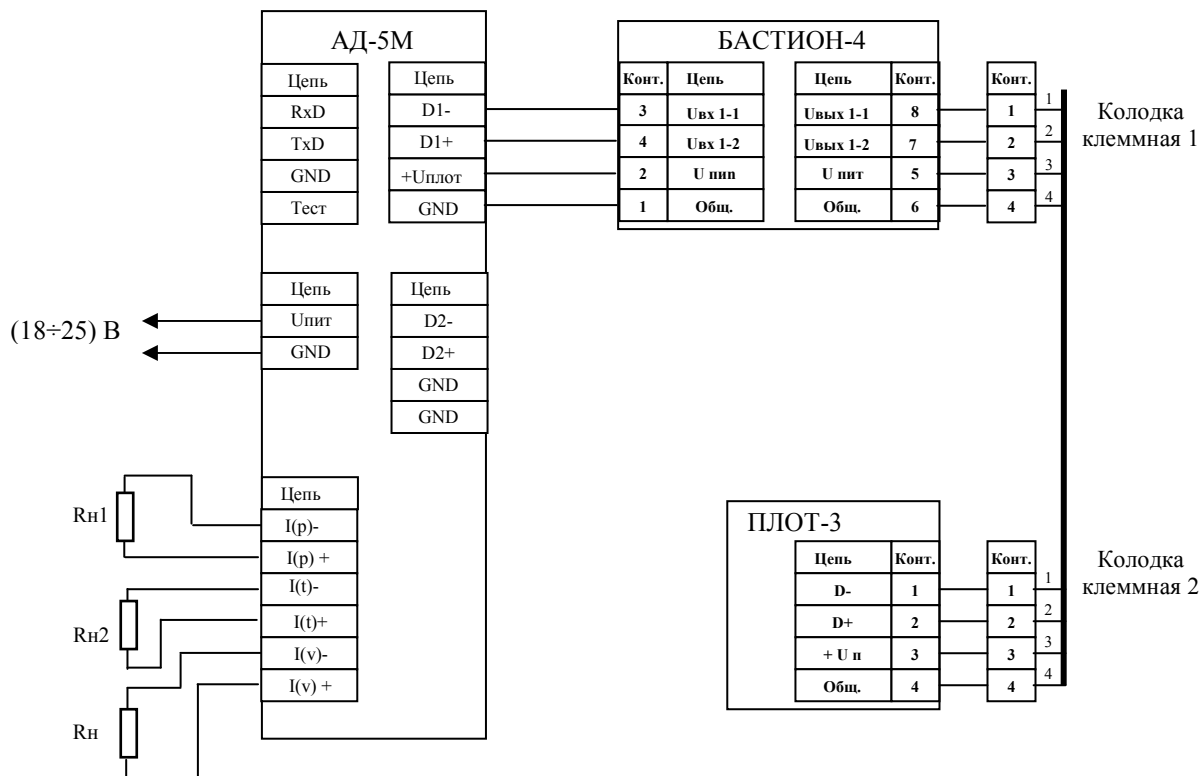 АД-5М
Цепь
RxD
TxD
GND
Тест
Цепь
D1-
D1+
+Uплот
GND
Цепь
Uпит
GND
(18÷25) В
Цепь
D2-
D2+
GND
GND
Цепь
I(p)-
I(p) +
I(t)-
I(t)+
I(v)-
I(v) +
Rн1
Rн2
Rн
БАСТИОН-4
Конт. Цепь Цепь Конт.
3 Uвх 1-1 Uвых 1-1 8
4 Uвх 1-2 Uвых 1-2 7
2 U пип U пит 5
1 Общ. Общ. 6
Конт.
1 1
2 2
3 3
4 4
Колодка
клеммная 1
ПЛОТ-3
Цепь Конт.
D- 1
D+ 2
+ U п 3
Общ. 4
Конт.
1 1
2 2
3 3
4 4
Колодка
клеммная 2